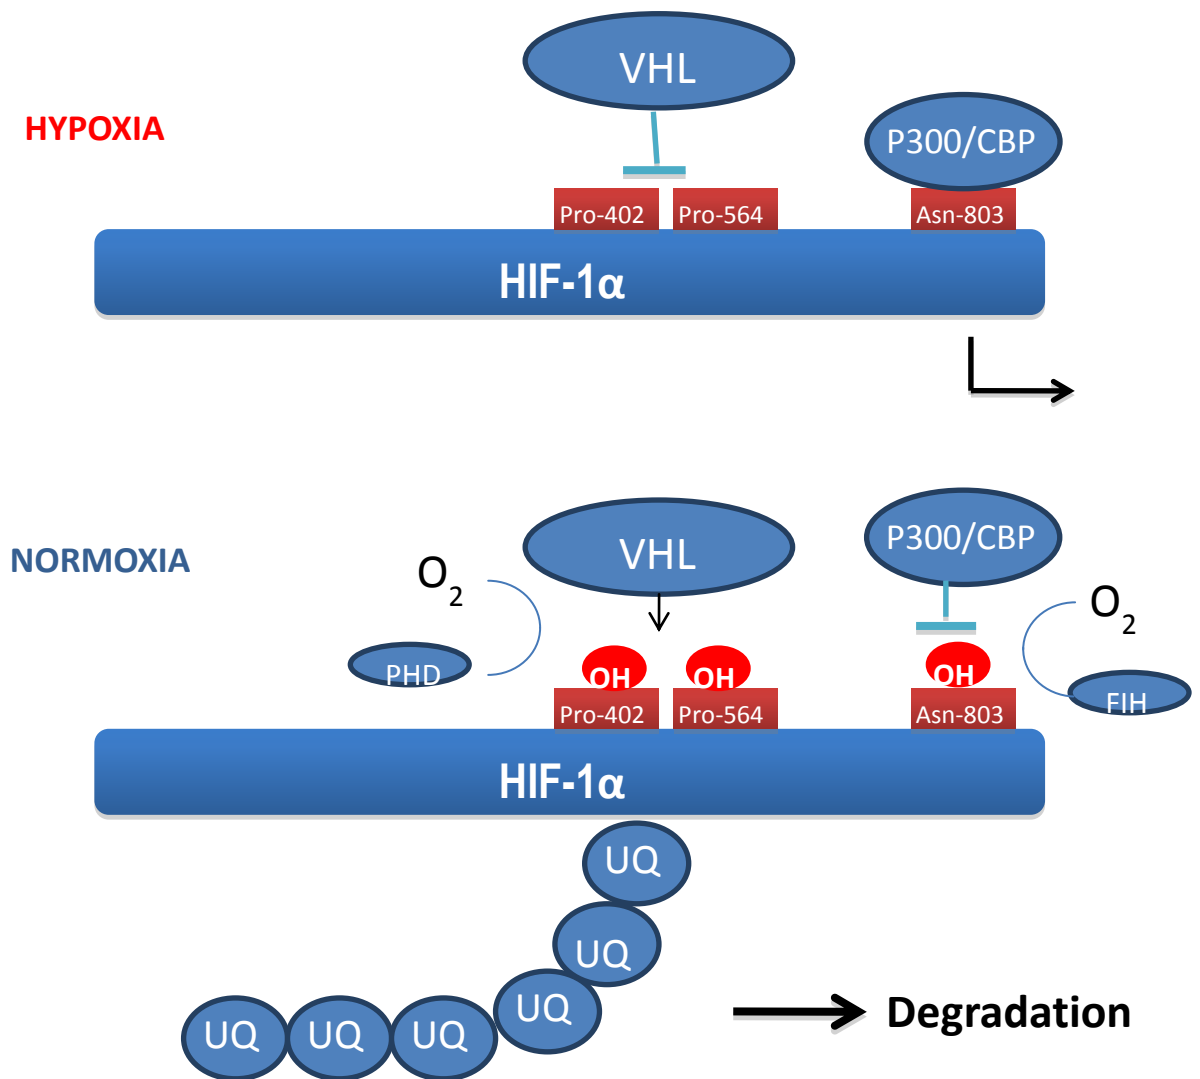 VHL
HYPOXIA
P300/CBP
Pro-402 Pro-564 Asn-803
HIF-1α
VHL
P300/CBP
NORMOXIA
O2
O2
PHD
OH OH OH
FIH
Pro-402 Pro-564 Asn-803
HIF-1α
UQ
UQ
UQ
UQ UQ UQ
Degradation